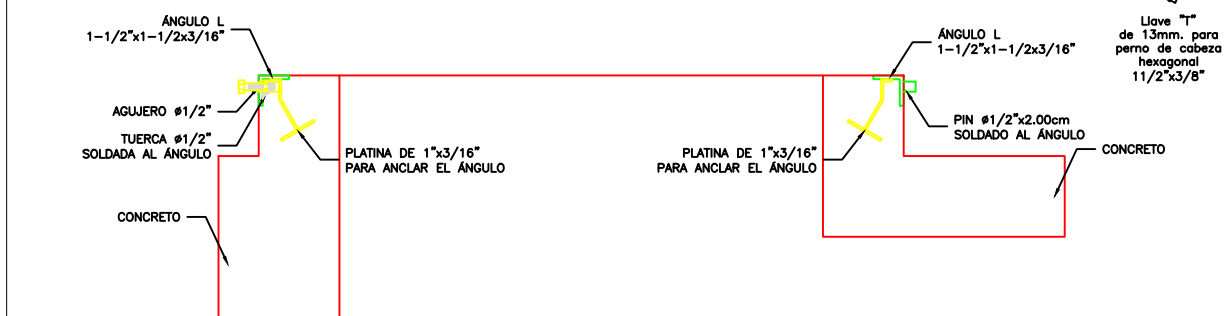 ÁNGULO L
1-1/2"x1-1/2x3/16"
AGUJERO ø1/2"
TUERCA ø1/2"
SOLDADA AL ÁNGULO
PLATINA DE 1"x3/16"
PARA ANCLAR EL ÁNGULO
CONCRETO
PLATINA DE 1"x3/16"
PARA ANCLAR EL ÁNGULO
ÁNGULO L
1-1/2"x1-1/2x3/16"
PIN ø1/2"x2.00cm
SOLDADO AL ÁNGULO
CONCRETO
Llave "T"
de 13mm. para
perno de cabeza
hexagonal
11/2"x3/8"